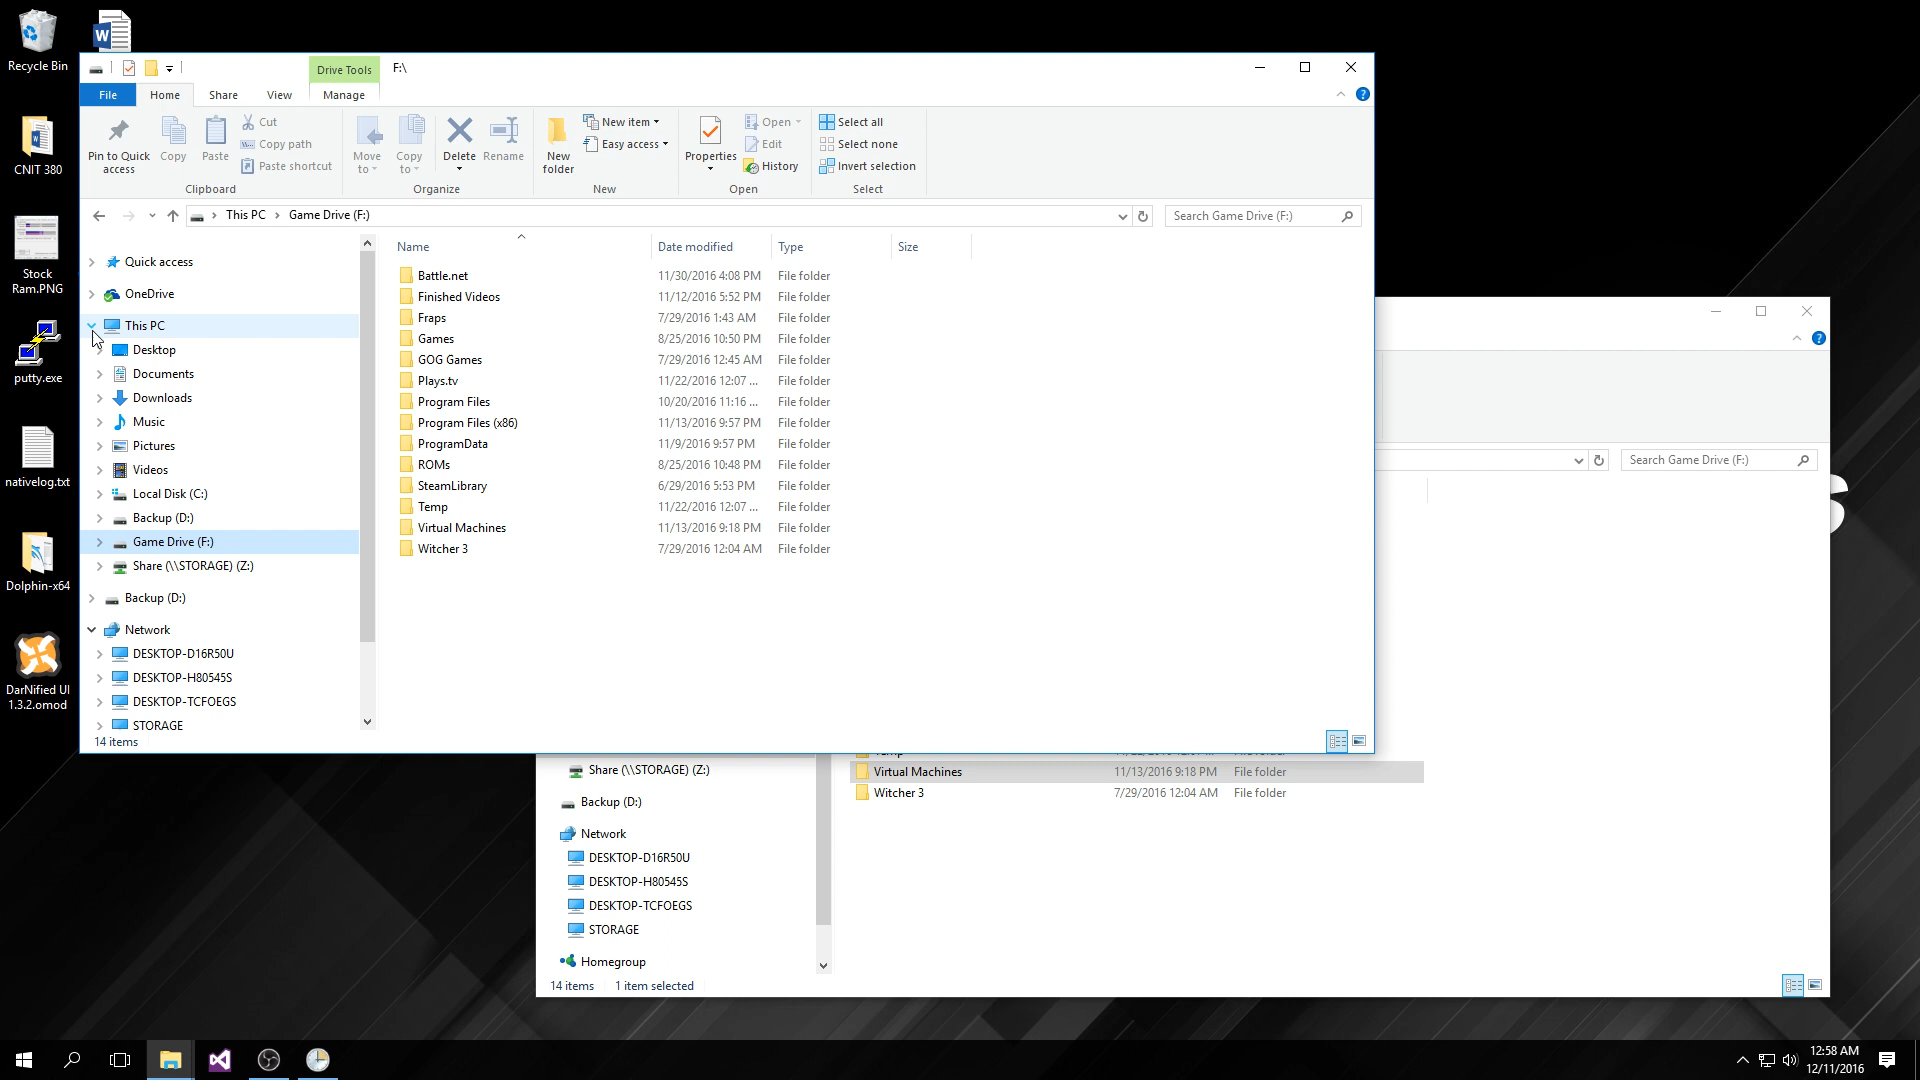 Recycle Bin
CNIT 380
Stock
Ram.PNG
putty.exe
nativelog.txt
Dolphin-x64
DarNified UI
1.3.2.omod
Drive Tools
F:\
File
Home
Share
View
Manage
Pin to Quick
access
Copy
Paste
Cut
Copy path
Paste shortcut
Clipboard
Move
to
Copy
to
Delete
Rename
Organize
New
folder
New item
Easy access
New
Properties
Open
Edit
History
Open
Select all
Select none
Invert selection
Select
This PC
Game Drive (F:)
Search Game Drive (F:)
Quick access
OneDrive
This PC
Desktop
Documents
Downloads
Music
Pictures
Videos
Local Disk (C:)
Backup (D:)
Game Drive (F:)
Share (\\STORAGE) (Z:)
Backup (D:)
Network
DESKTOP-D16R50U
DESKTOP-H80545S
DESKTOP-TCFOEGS
STORAGE
14 items
Name Date modified Type Size
Battle.net 11/30/2016 4:08 PM File folder
Finished Videos 11/12/2016 5:52 PM File folder
Fraps 7/29/2016 1:43 AM File folder
Games 8/25/2016 10:50 PM File folder
GOG Games 7/29/2016 12:45 AM File folder
Plays.tv 11/22/2016 12:07 ... File folder
Program Files 10/20/2016 11:16 ... File folder
Program Files (x86) 11/13/2016 9:57 PM File folder
ProgramData 11/9/2016 9:57 PM File folder
ROMs 8/25/2016 10:48 PM File folder
SteamLibrary 6/29/2016 5:53 PM File folder
Temp 11/22/2016 12:07 ... File folder
Virtual Machines 11/13/2016 9:18 PM File folder
Witcher 3 7/29/2016 12:04 AM File folder
Search Game Drive (F:)
Virtual Machines 11/13/2016 9:18 PM File folder
Witcher 3 7/29/2016 12:04 AM File folder
Share (\\STORAGE) (Z:)
Backup (D:)
Network
DESKTOP-D16R50U
DESKTOP-H80545S
DESKTOP-TCFOEGS
STORAGE
Homegroup
14 items 1 item selected
12:58 AM
12/11/2016